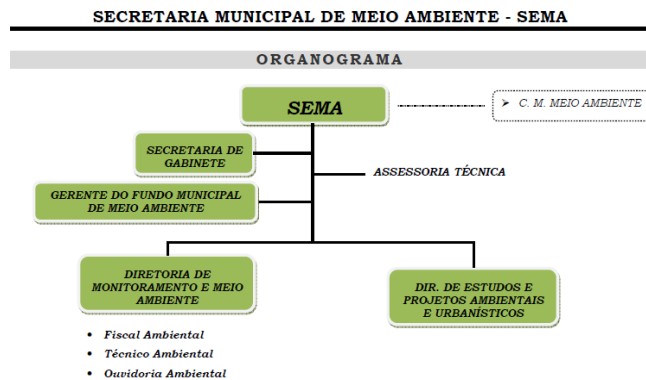 SECRETARIA MUNICIPAL DE MEIO AMBIENTE - SEMA
ORGANOGRAMA
SEMA
➢ C. M. MEIO AMBIENTE
SECRETARIA DE
GABINETE
ASSESSORIA TÉCNICA
GERENTE DO FUNDO MUNICIPAL
DE MEIO AMBIENTE
DIRETORIA DE
MONITORAMENTO E MEIO
AMBIENTE
DIR. DE ESTUDOS E
PROJETOS AMBIENTAIS
E URBANÍSTICOS
• Fiscal Ambiental
• Técnico Ambiental
• Ouvidoria Ambiental